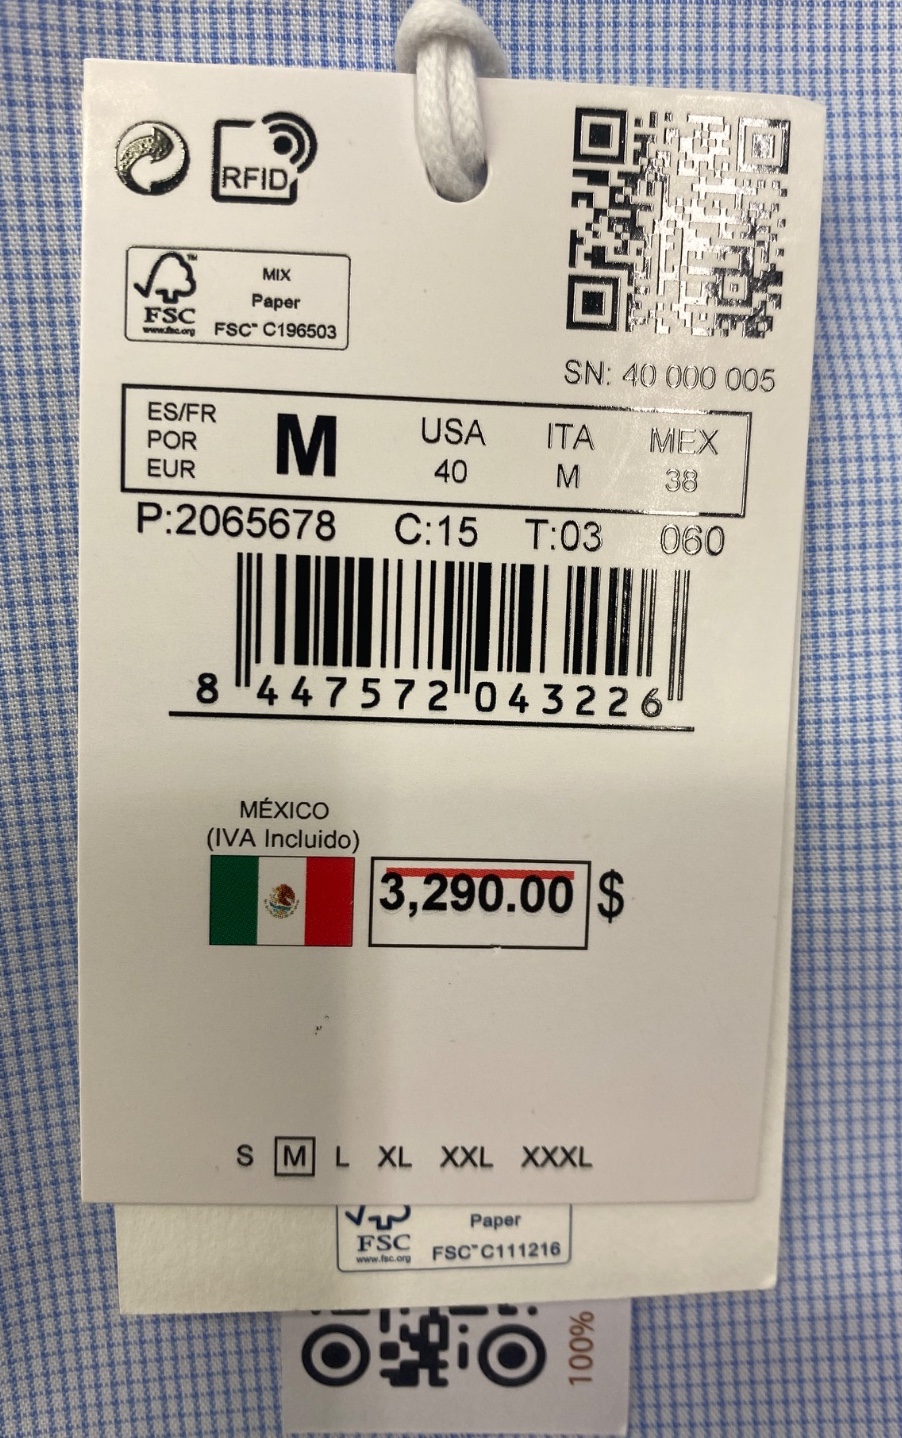 RFID
MIX
Paper
FSC™ C196503
FSC
www.fsc.org
SN: 40 000 005
ES/FR
POR
EUR
M
USA
40
ITA
M
MEX
38
P:2065678 C:15 T:03 060
8 447572 043226
MÉXICO
(IVA Incluido)
3,290.00 $
S M L XL XXL XXXL
FSC
www.fsc.org
Paper
FSC™ C111216
100%